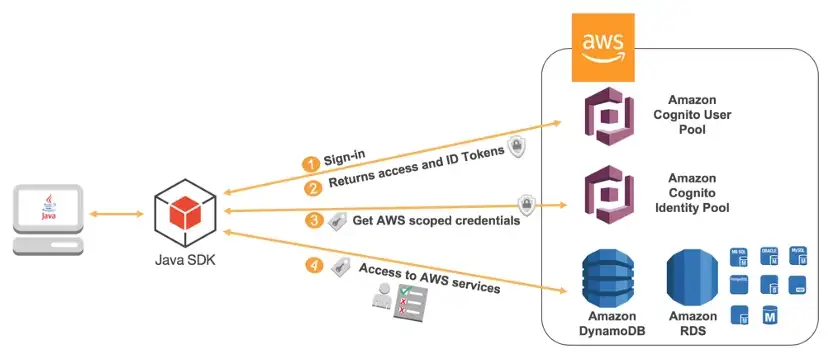 aws
Amazon
Cognito User
Pool
1 Sign-in
2 Returns access and ID Tokens
Amazon
Cognito
Identity Pool
3 Get AWS scoped credentials
Java
Java SDK
4 Access to AWS services
MS SQL
ORACLE
MySQL
PostgreSQL
M
Amazon
DynamoDB
Amazon
RDS